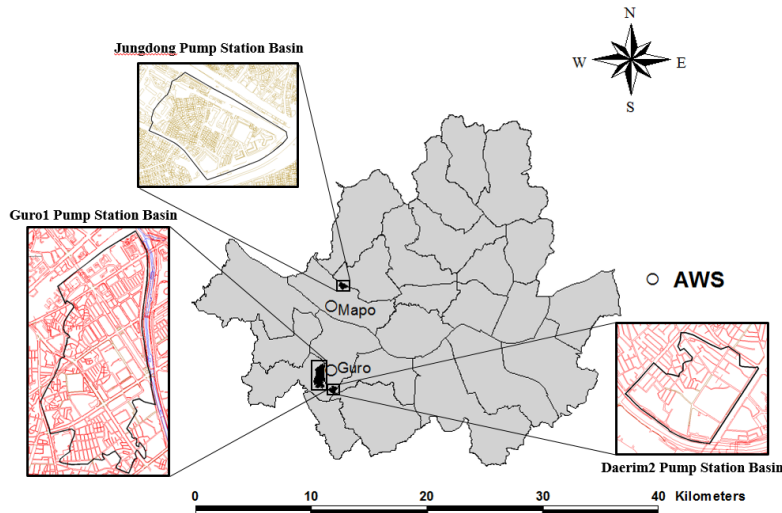 N
Jungdong Pump Station Basin
W E
S
Guro1 Pump Station Basin
AWS
Mapo
Guro
Daerim2 Pump Station Basin
0 10 20 30 40 Kilometers